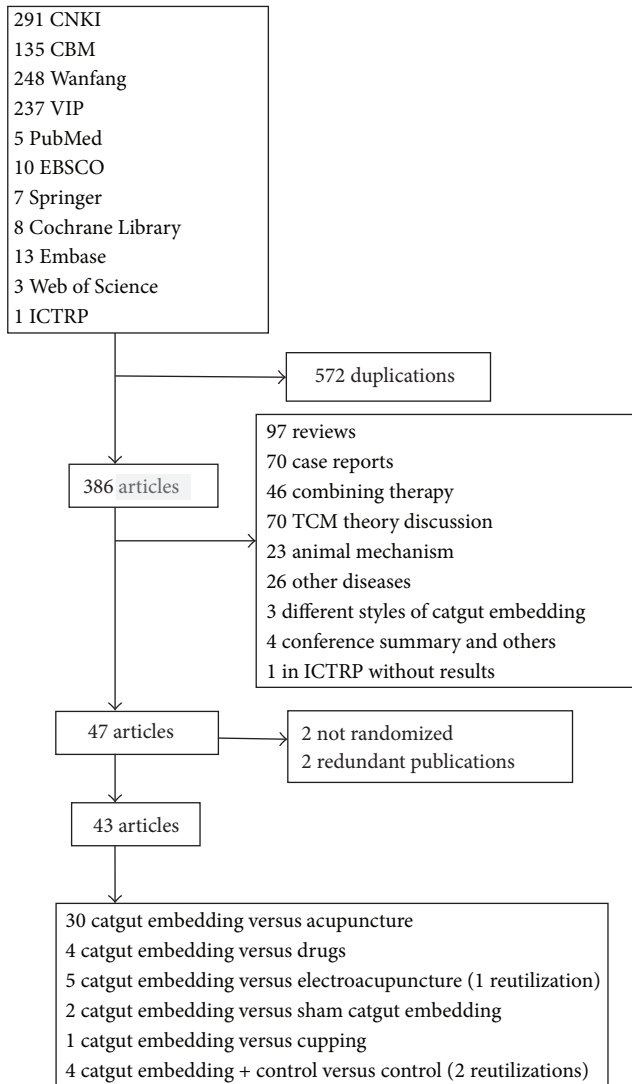 291 CNKI
135 CBM
248 Wanfang
237 VIP
5 PubMed
10 EBSCO
7 Springer
8 Cochrane Library
13 Embase
3 Web of Science
1 ICTRP
572 duplications
386 articles
97 reviews
70 case reports
46 combining therapy
70 TCM theory discussion
23 animal mechanism
26 other diseases
3 different styles of catgut embedding
4 conference summary and others
1 in ICTRP without results
47 articles
2 not randomized
2 redundant publications
43 articles
30 catgut embedding versus acupuncture
4 catgut embedding versus drugs
5 catgut embedding versus electroacupuncture (1 reutilization)
2 catgut embedding versus sham catgut embedding
1 catgut embedding versus cupping
4 catgut embedding + control versus control (2 reutilizations)